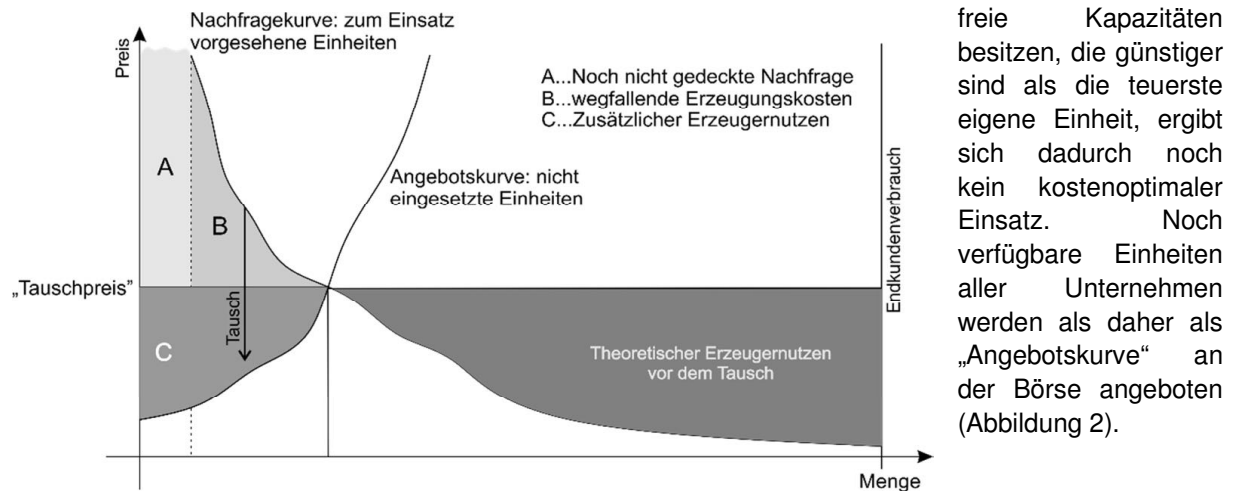 Preis
Nachfragekurve: zum Einsatz
vorgesehene Einheiten
A...Noch nicht gedeckte Nachfrage
B...wegfallende Erzeugungskosten
C...Zusätzlicher Erzeugernutzen
A
B
Angebotskurve: nicht
eingesetzte Einheiten
„Tauschpreis”
Tausch
C
Theoretischer Erzeugernutzen
vor dem Tausch
Endkundenverbrauch
Menge
freie Kapazitäten
besitzen, die günstiger
sind als die teuerste
eigene Einheit, ergibt
sich dadurch noch
kein kostenoptimaler
Einsatz. Noch
verfügbare Einheiten
aller Unternehmen
werden als daher als
„Angebotskurve“ an
der Börse angeboten
(Abbildung 2).